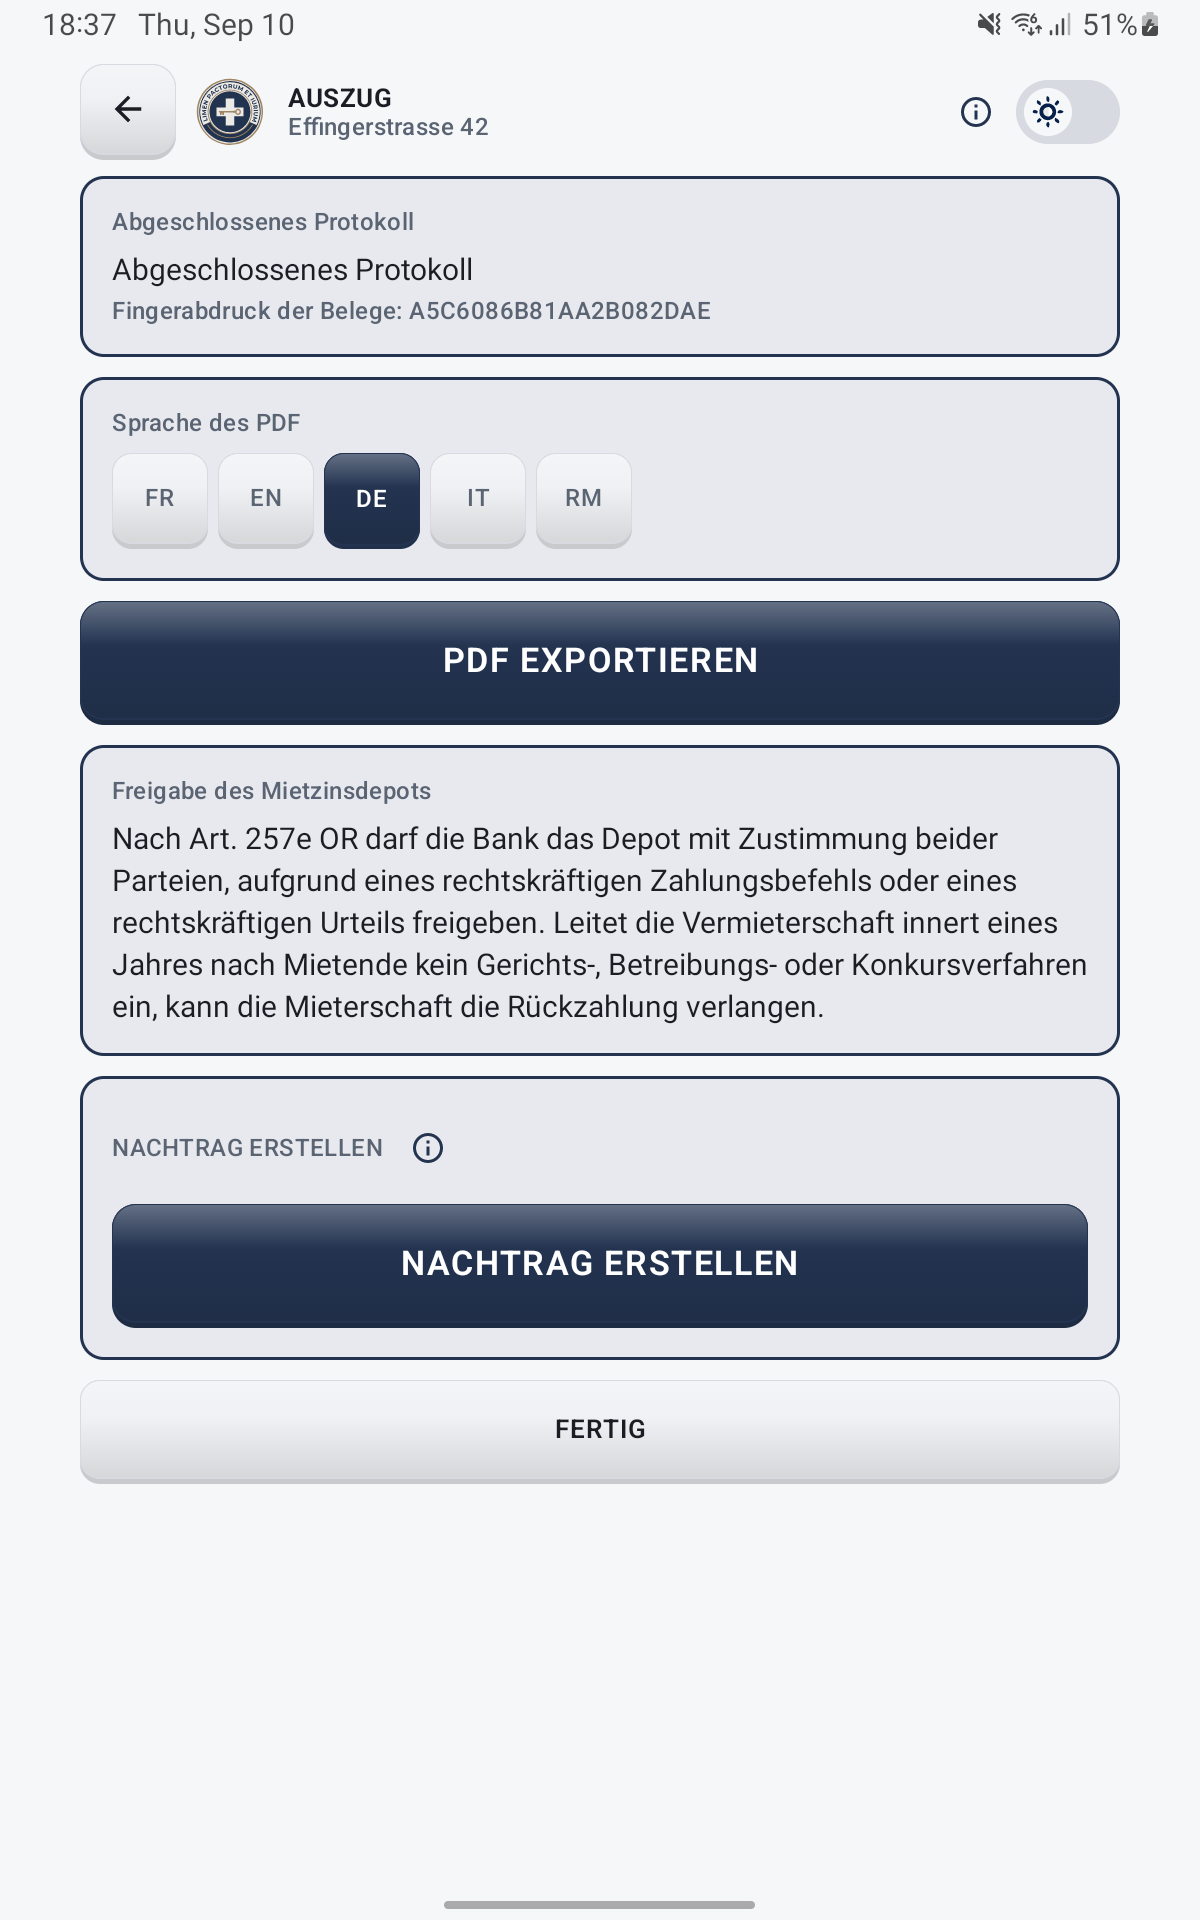 18:37 Thu, Sep 10
51%
LIMEN PACTORUM ET IURIUM
AUSZUG
Effingerstrasse 42
Abgeschlossenes Protokoll
Abgeschlossenes Protokoll
Fingerabdruck der Belege: A5C6086B81AA2B082DAE
Sprache des PDF
FR EN DE IT RM
PDF EXPORTIEREN
Freigabe des Mietzinsdepots
Nach Art. 257e OR darf die Bank das Depot mit Zustimmung beider
Parteien, aufgrund eines rechtskräftigen Zahlungsbefehls oder eines
rechtskräftigen Urteils freigeben. Leitet die Vermieterschaft innert eines
Jahres nach Mietende kein Gerichts-, Betreibungs- oder Konkursverfahren
ein, kann die Mieterschaft die Rückzahlung verlangen.
NACHTRAG ERSTELLEN
NACHTRAG ERSTELLEN
FERTIG